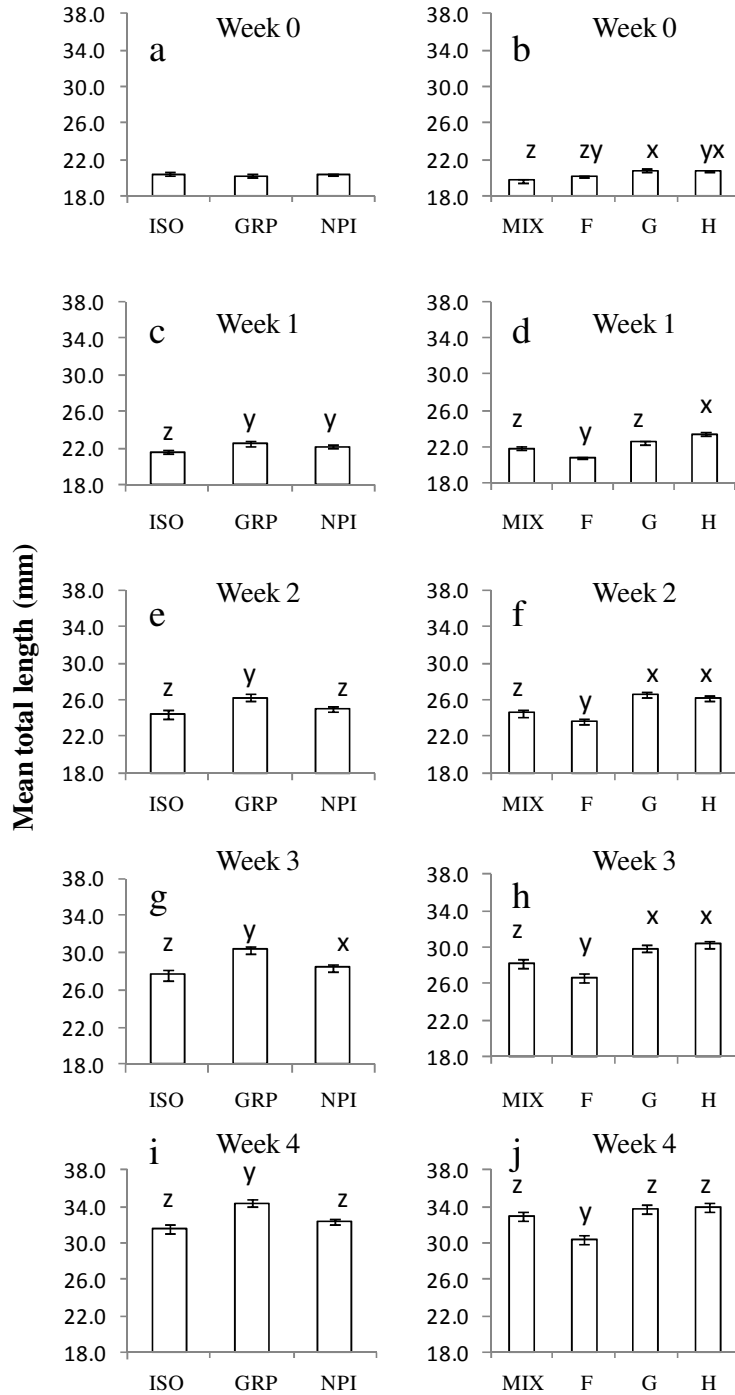 Mean total length (mm)
a Week 0
38.0
34.0
30.0
26.0
22.0
18.0
ISO GRP NPI
b Week 0
38.0
34.0
30.0
26.0
22.0
18.0
z zy x yx
MIX F G H
c Week 1
38.0
34.0
30.0
26.0
22.0
18.0
z y y
ISO GRP NPI
d Week 1
38.0
34.0
30.0
26.0
22.0
18.0
z y z x
MIX F G H
e Week 2
38.0
34.0
30.0
26.0
22.0
18.0
z y z
ISO GRP NPI
f Week 2
38.0
34.0
30.0
26.0
22.0
18.0
z y x x
MIX F G H
g Week 3
38.0
34.0
30.0
26.0
22.0
18.0
z y x
ISO GRP NPI
h Week 3
38.0
34.0
30.0
26.0
22.0
18.0
z y x x
MIX F G H
i Week 4
38.0
34.0
30.0
26.0
22.0
18.0
z y z
ISO GRP NPI
j Week 4
38.0
34.0
30.0
26.0
22.0
18.0
z y z z
MIX F G H